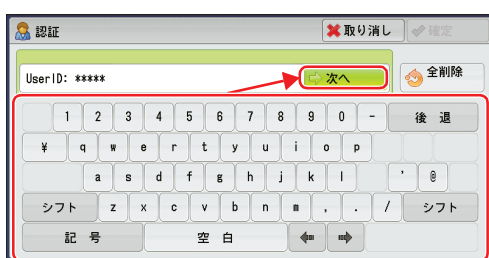 認証 取り消し 確定
UserID: ***** 次へ 全削除
1 2 3 4 5 6 7 8 9 0 - 後 退
¥ q w e r t y u i o p
a s d f g h j k l ' @
シフト z x c v b n m , . / シフト
記 号 空 白